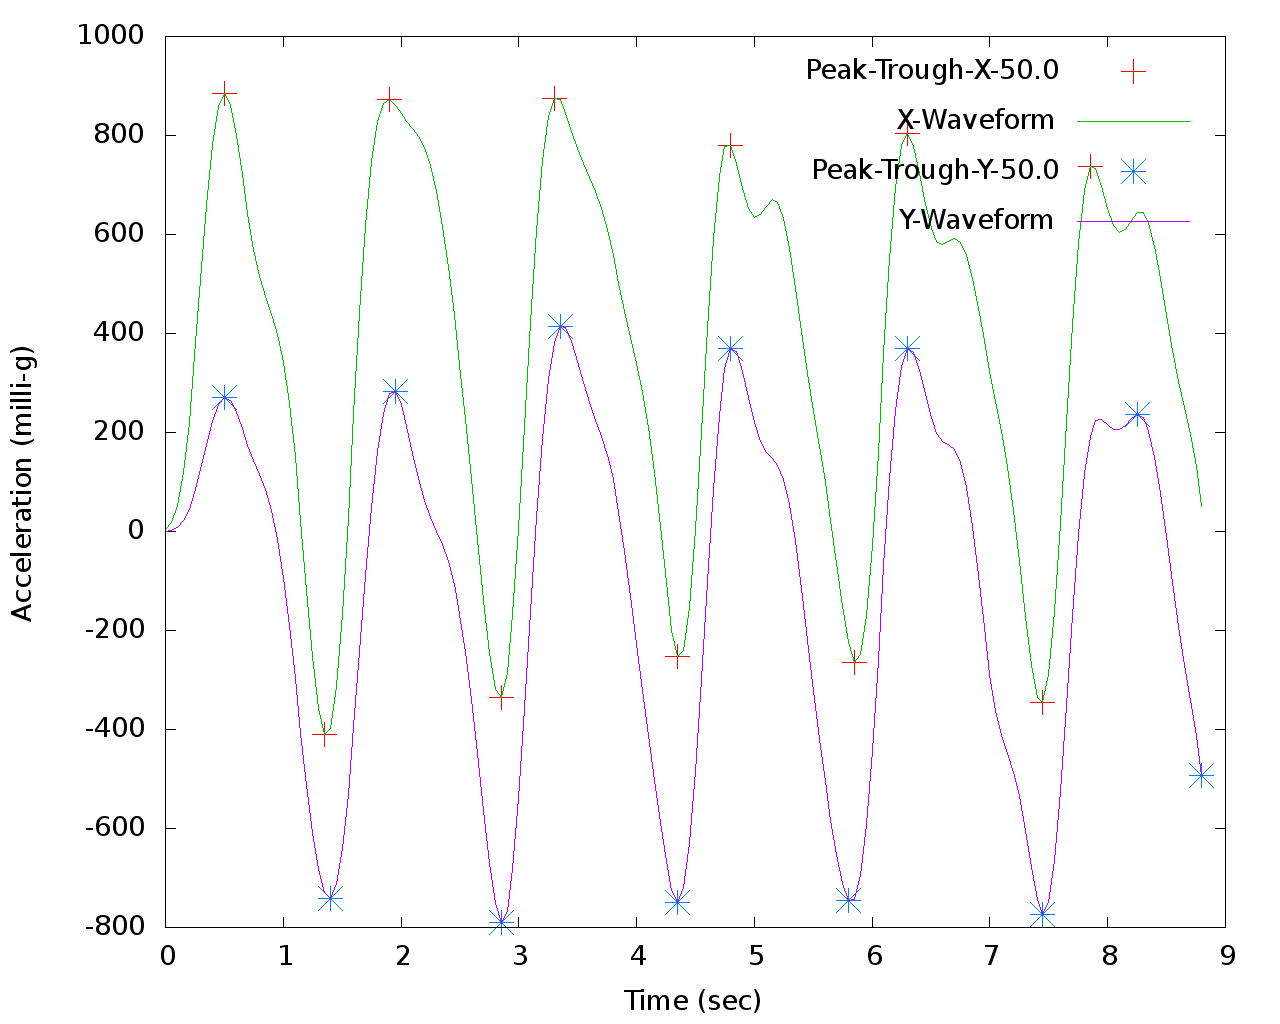 1000
800
600
400
200
0
-200
-400
-600
-800
Acceleration (milli-g)
Peak-Trough-X-50.0
X-Waveform
Peak-Trough-Y-50.0
Y-Waveform
0 1 2 3 4 5 6 7 8 9
Time (sec)